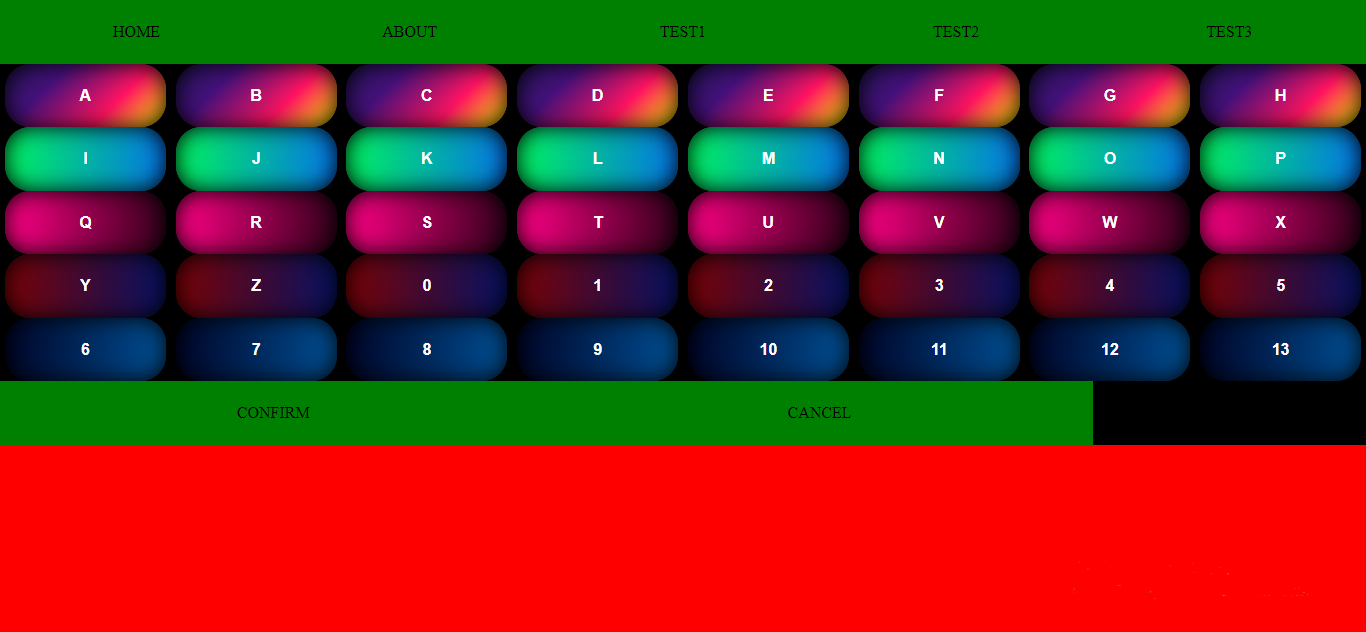 HOME ABOUT TEST1 TEST2 TEST3
A B C D E F G H
I J K L M N O P
Q R S T U V W X
Y Z 0 1 2 3 4 5
6 7 8 9 10 11 12 13
CONFIRM CANCEL